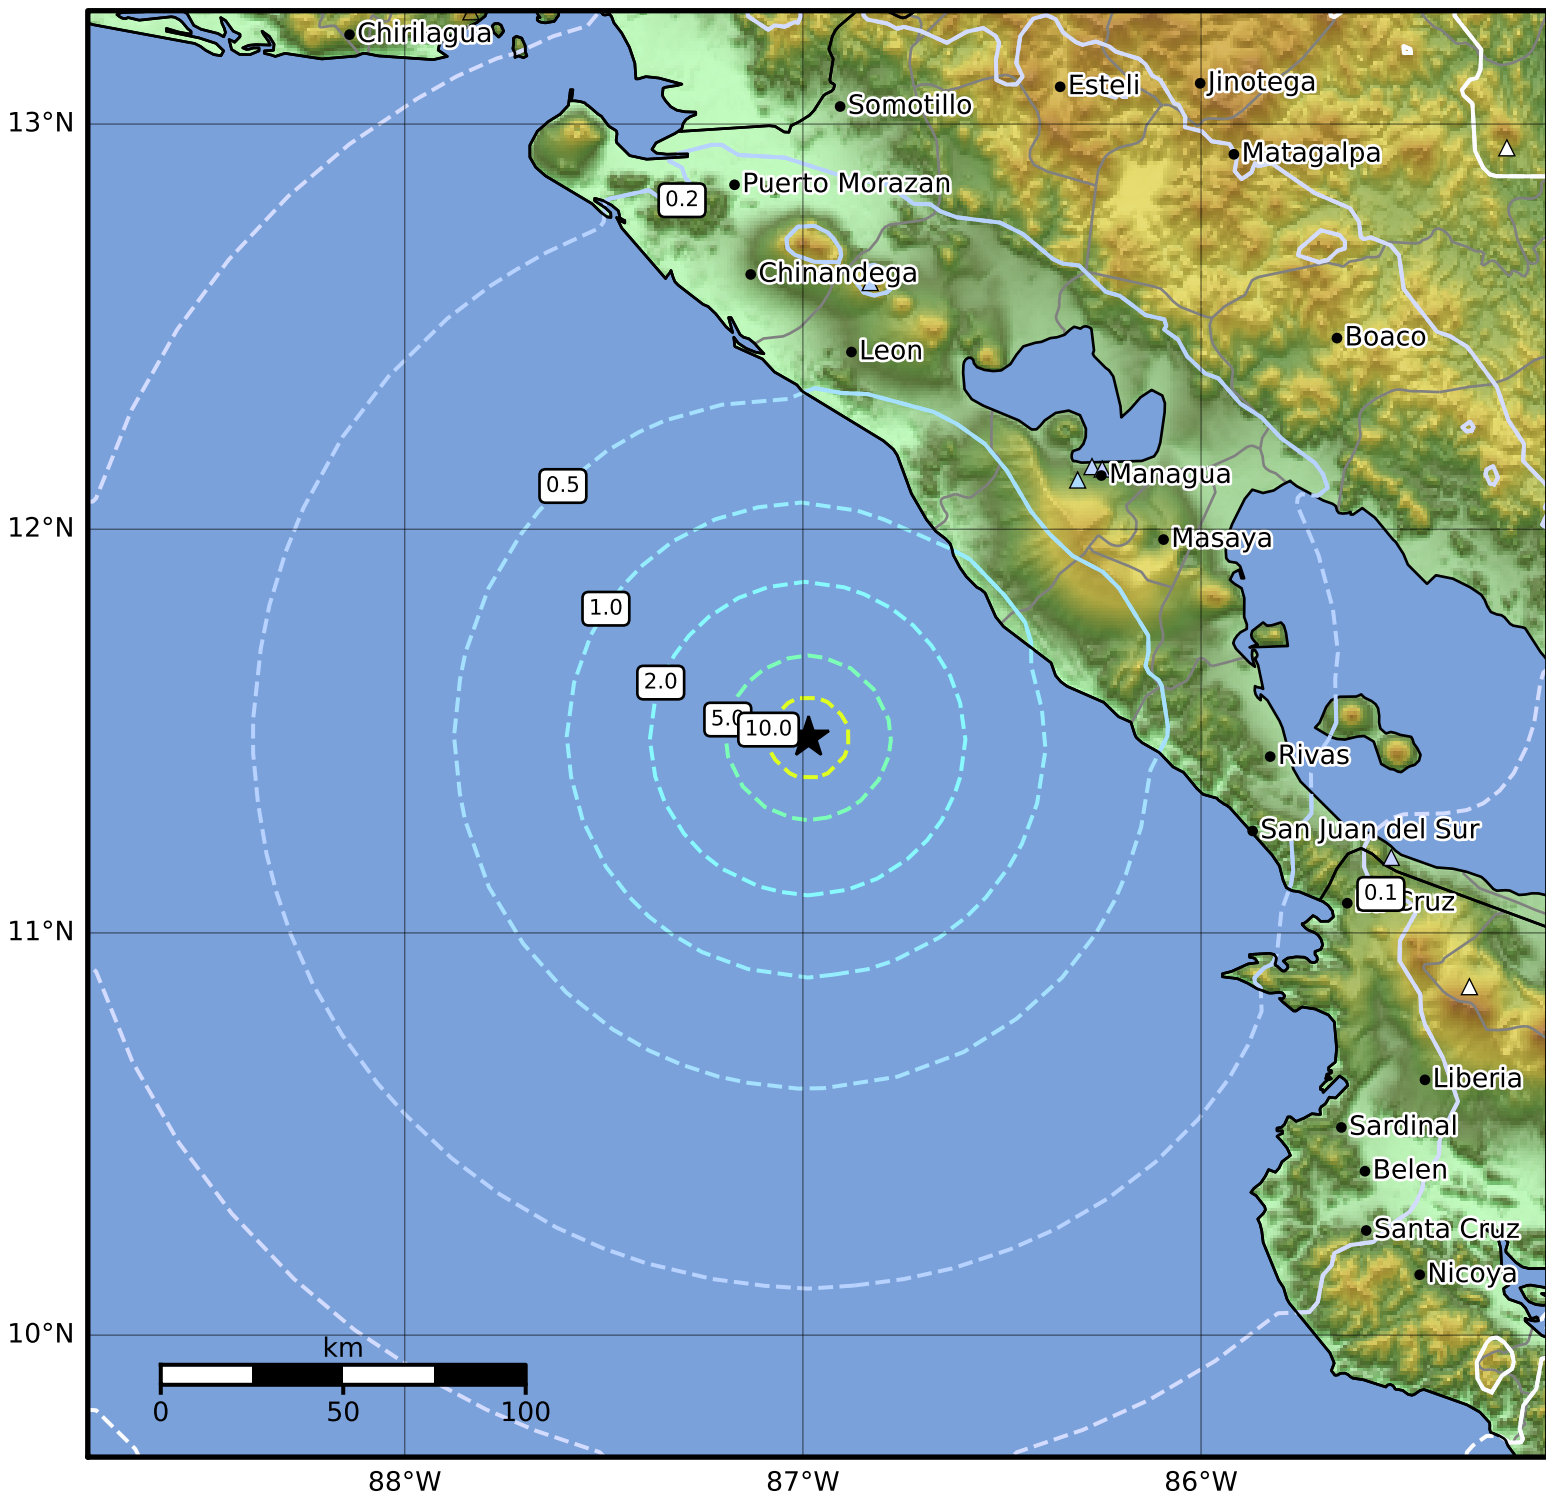 Chirilagua
Esteli
Jinotega
Somotillo
13°N
Matagalpa
Puerto Morazan
0.2
Chinandega
Boaco
Leon
Managua
0.5
12°N
Masaya
1.0
2.0
5.0
10.0
Rivas
San Juan del Sur
0.1
Cruz
11°N
Liberia
Sardinal
Belen
Santa Cruz
Nicoya
10°N
km
0
50
100
88°W
87°W
86°W